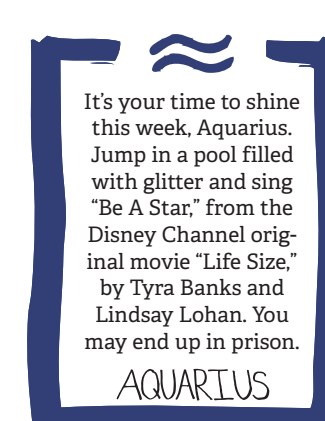 It’s your time to shine
this week, Aquarius.
Jump in a pool filled
with glitter and sing
“Be A Star,” from the
Disney Channel orig-
inal movie “Life Size,”
by Tyra Banks and
Lindsay Lohan. You
may end up in prison.
AQUARIUS